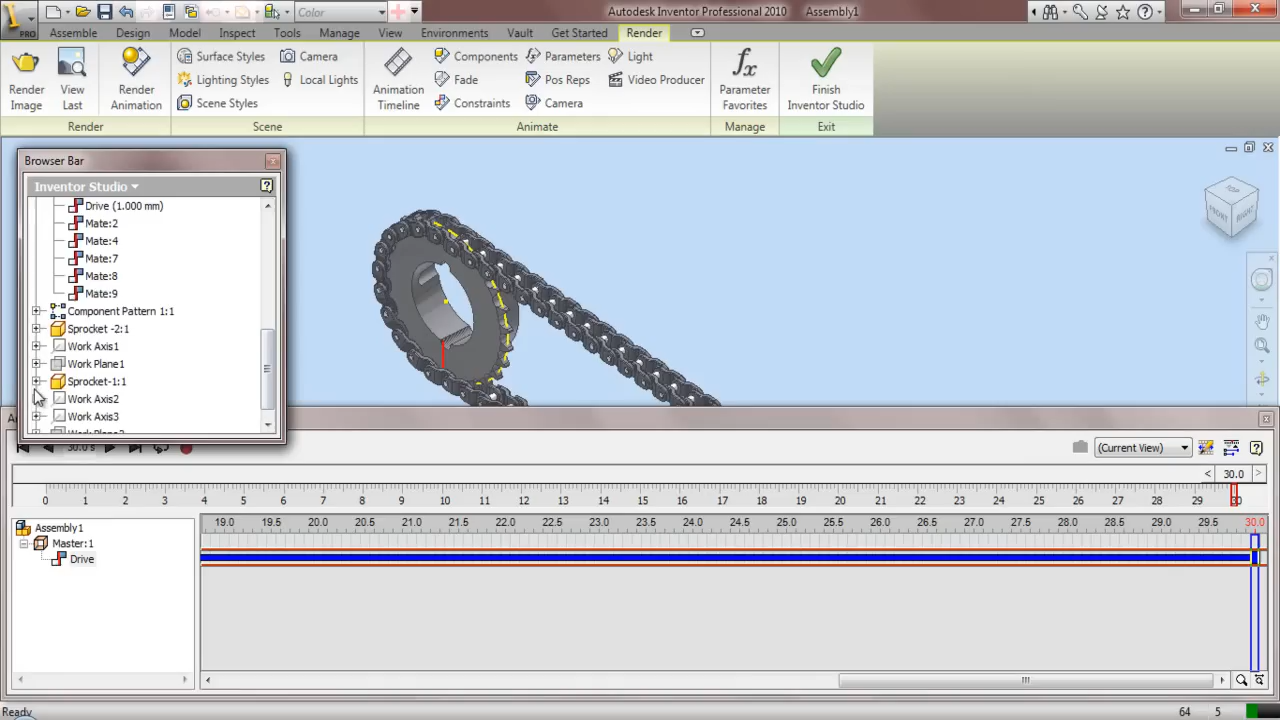 Color
Autodesk Inventor Professional 2010
Assembly1
PRO
Assemble
Design
Model
Inspect
Tools
Manage
View
Environments
Vault
Get Started
Render
Render Image
View Last
Render Animation
Surface Styles
Lighting Styles
Scene Styles
Camera
Local Lights
Animation Timeline
Components
Fade
Constraints
Parameters
Pos Reps
Camera
Light
Video Producer
Parameter Favorites
Finish Inventor Studio
Render
Scene
Animate
Manage
Exit
Browser Bar
Inventor Studio
Drive (1.000 mm)
Mate:2
Mate:4
Mate:7
Mate:8
Mate:9
Component Pattern 1:1
Sprocket -2:1
Work Axis1
Work Plane1
Sprocket-1:1
Work Axis2
Work Axis3
TOP
FRONT
RIGHT
30.0 s
(Current View)
< 30.0 >
0 1 2 3 4 5 6 7 8 9 10 11 12 13 14 15 16 17 18 19 20 21 22 23 24 25 26 27 28 29 30
19.0 19.5 20.0 20.5 21.0 21.5 22.0 22.5 23.0 23.5 24.0 24.5 25.0 25.5 26.0 26.5 27.0 27.5 28.0 28.5 29.0 29.5 30.0
Assembly1
Master:1
Drive
Ready
64 5